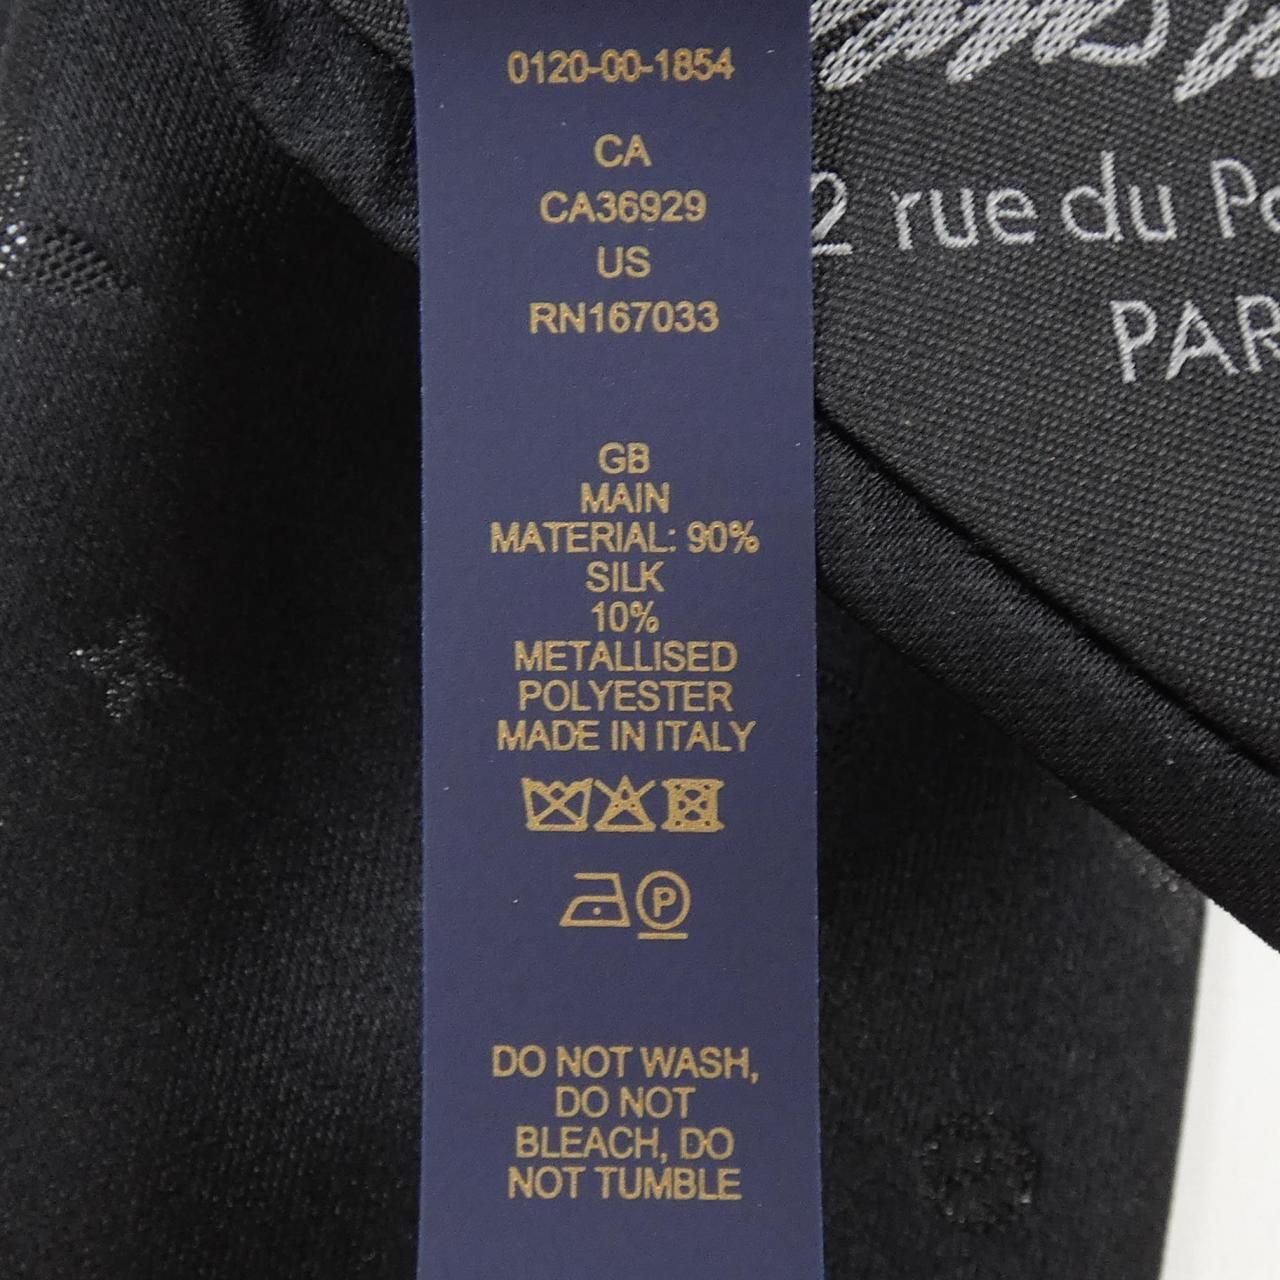 0120-00-1854
CA
CA36929
US
RN167033
GB
MAIN
MATERIAL: 90%
SILK
10%
METALLISED
POLYESTER
MADE IN ITALY
P
DO NOT WASH,
DO NOT
BLEACH, DO
NOT TUMBLE
2 rue du